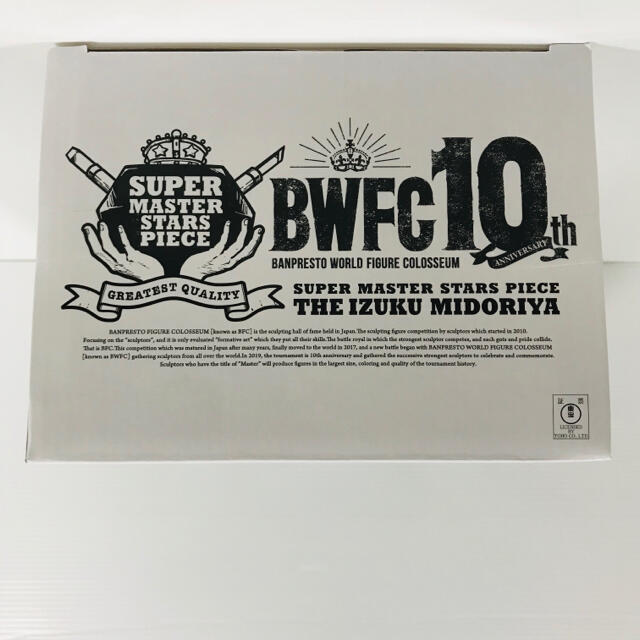 SUPER
MASTER
STARS
PIECE
GREATEST QUALITY
BWFC 10th
ANNIVERSARY
BANPRESTO WORLD FIGURE COLOSSEUM
SUPER MASTER STARS PIECE
THE IZUKU MIDORIYA
BANPRESTO FIGURE COLOSSEUM [known as BFC] is the sculpting hall of fame held in Japan.The sculpting figure competition by sculptors which started in 2010.
Focusing on the "sculptors", and it is only evaluated "formative art" which they put all their skills.The battle royal in which the strongest sculptor competes, and each gots and pride collide.
That is BFC.This competition which was matured in Japan after many years, finally moved to the world in 2017, and a new battle began with BANPRESTO WORLD FIGURE COLOSSEUM
[known as BWFC] gathering sculptors from all over the world.In 2019, the tournament is 10th anniversary and gathered the successive strongest sculptors to celebrate and commemorate.
Sculptors who have the title of "Master" will produce figures in the largest size, coloring and quality of the tournament history.
証 票
LICENSED
BY
TOHO CO., LTD.